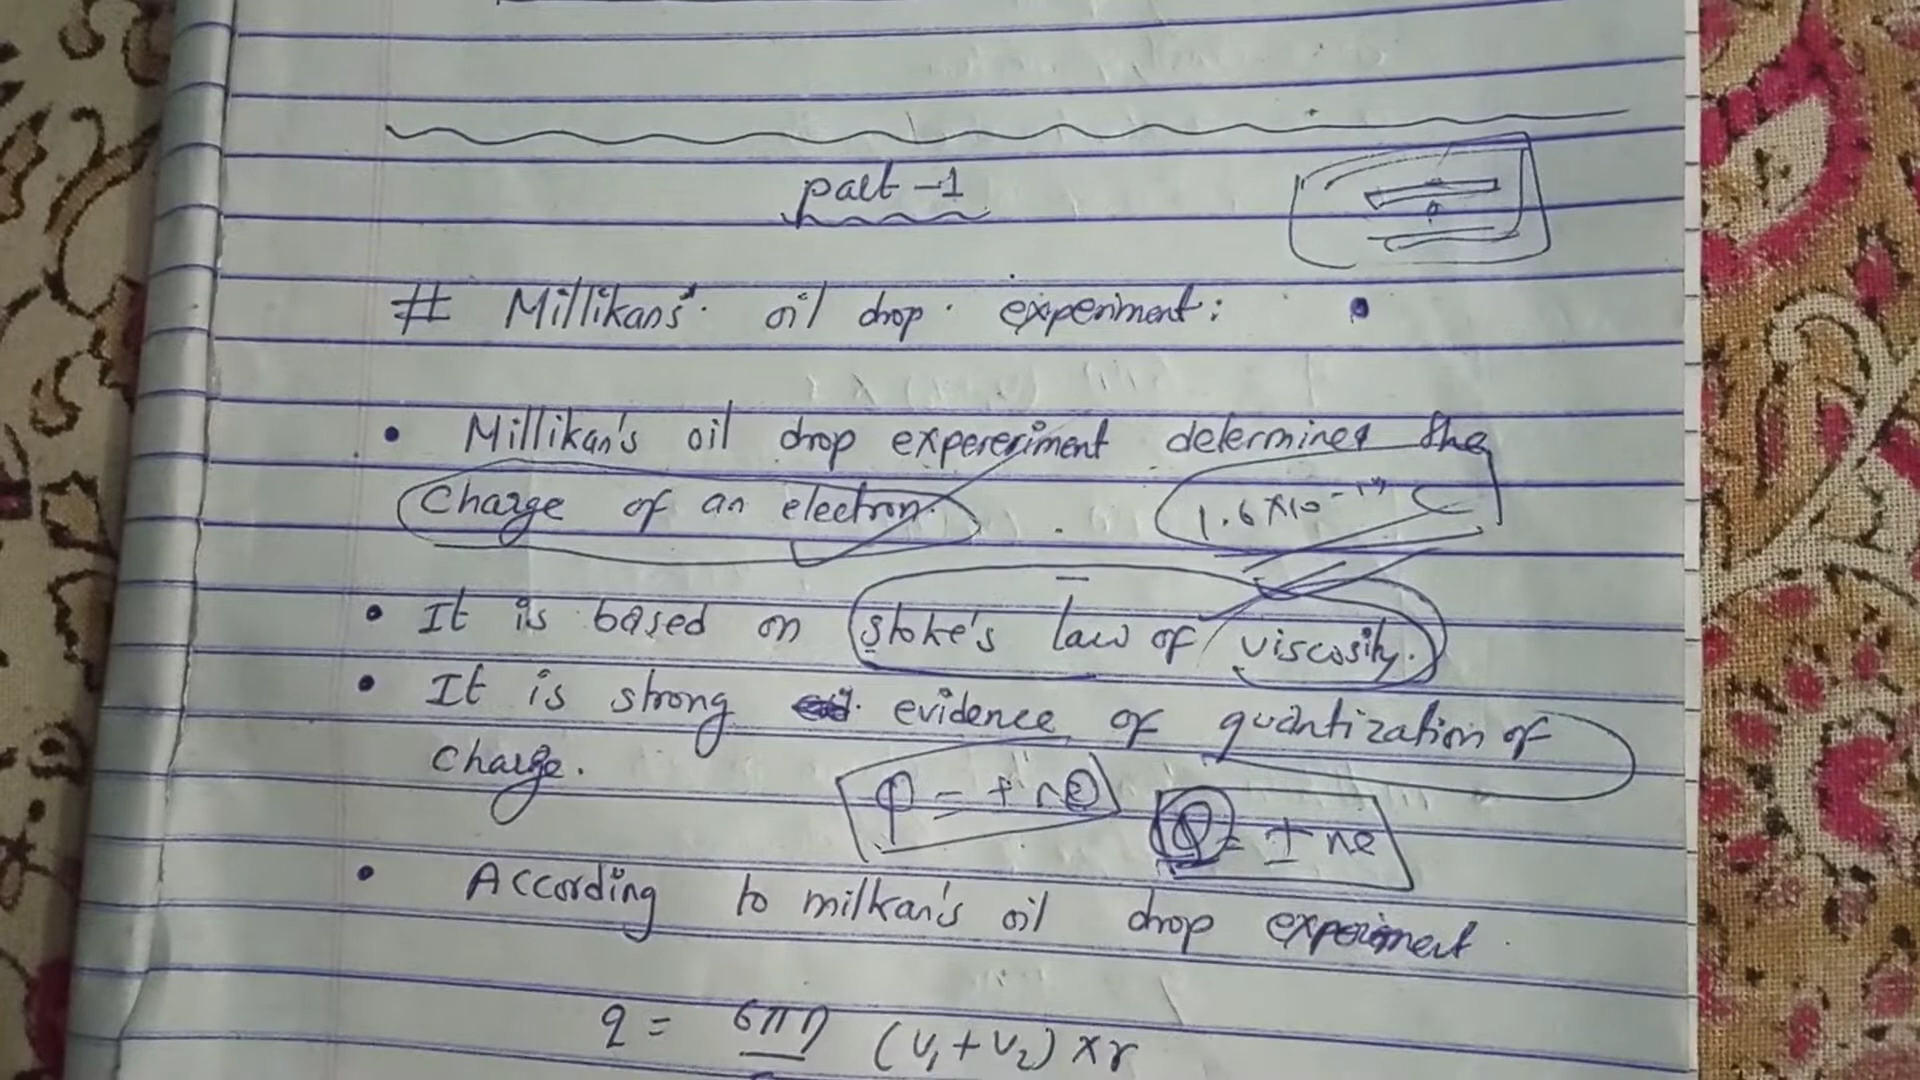 part -1
# Millikan's oil drop experiment:
• Millikan's oil drop expereriment determines the
Charge of an electron. 1.6×10⁻¹⁹ C
• It is based on stoke's law of viscosity.
• It is strong evidence of quantization of
charge. Q = ±ne
• According to milkan's oil drop experiment
q = 6πη (v₁+v₂) ×r